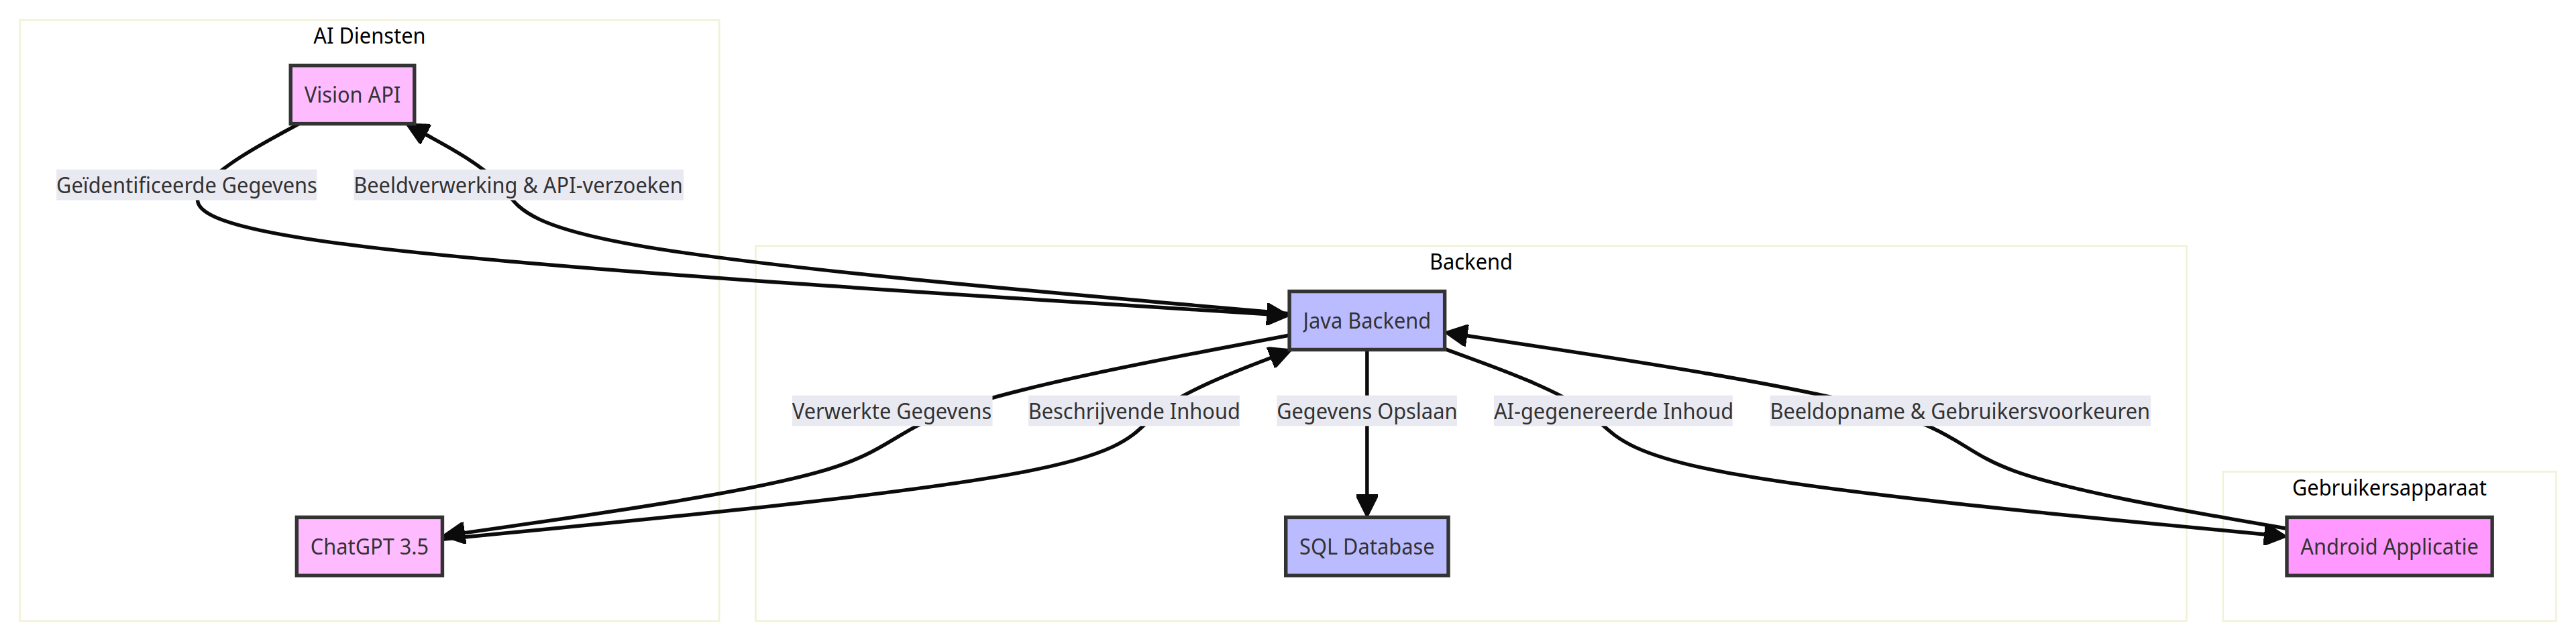 AI Diensten
Vision API
Geïdentificeerde Gegevens
Beeldverwerking & API-verzoeken
Backend
Java Backend
Verwerkte Gegevens
Beschrijvende Inhoud
Gegevens Opslaan
AI-gegenereerde Inhoud
Beeldopname & Gebruikersvoorkeuren
Gebruikersapparaat
ChatGPT 3.5
SQL Database
Android Applicatie